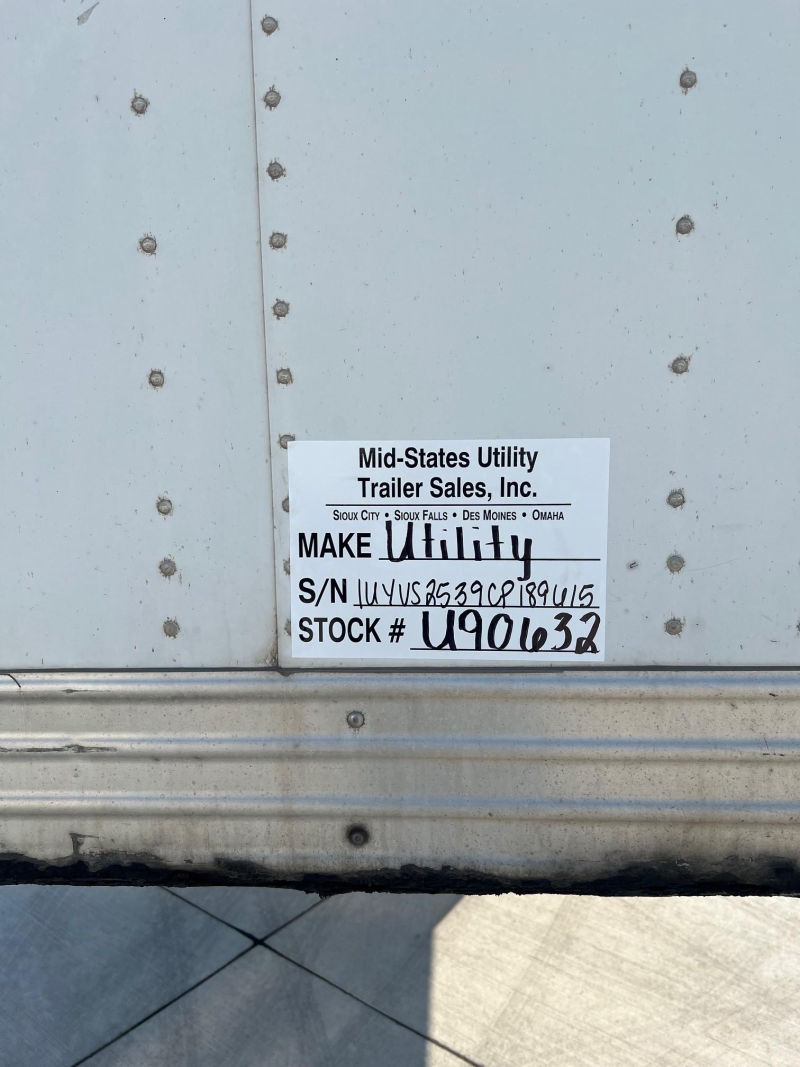 Mid-States Utility
Trailer Sales, Inc.
Sioux City • Sioux Falls • Des Moines • Omaha
MAKE Utility
S/N 1UYVS2539CP189615
STOCK # U90632